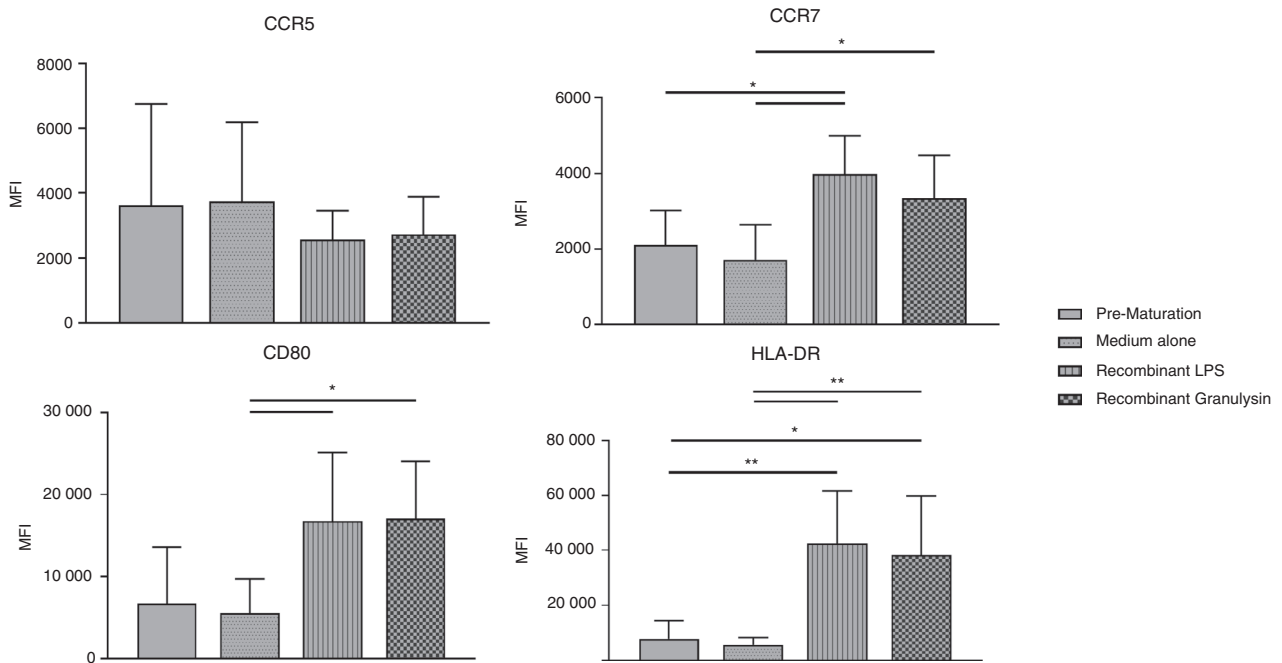 CCR5
8000
6000
4000
2000
0
MFI
CCR7
*
*
6000
4000
2000
0
MFI
CD80
*
30 000
20 000
10 000
0
MFI
HLA-DR
**
*
**
80 000
60 000
40 000
20 000
MFI
Pre-Maturation
Medium alone
Recombinant LPS
Recombinant Granulysin